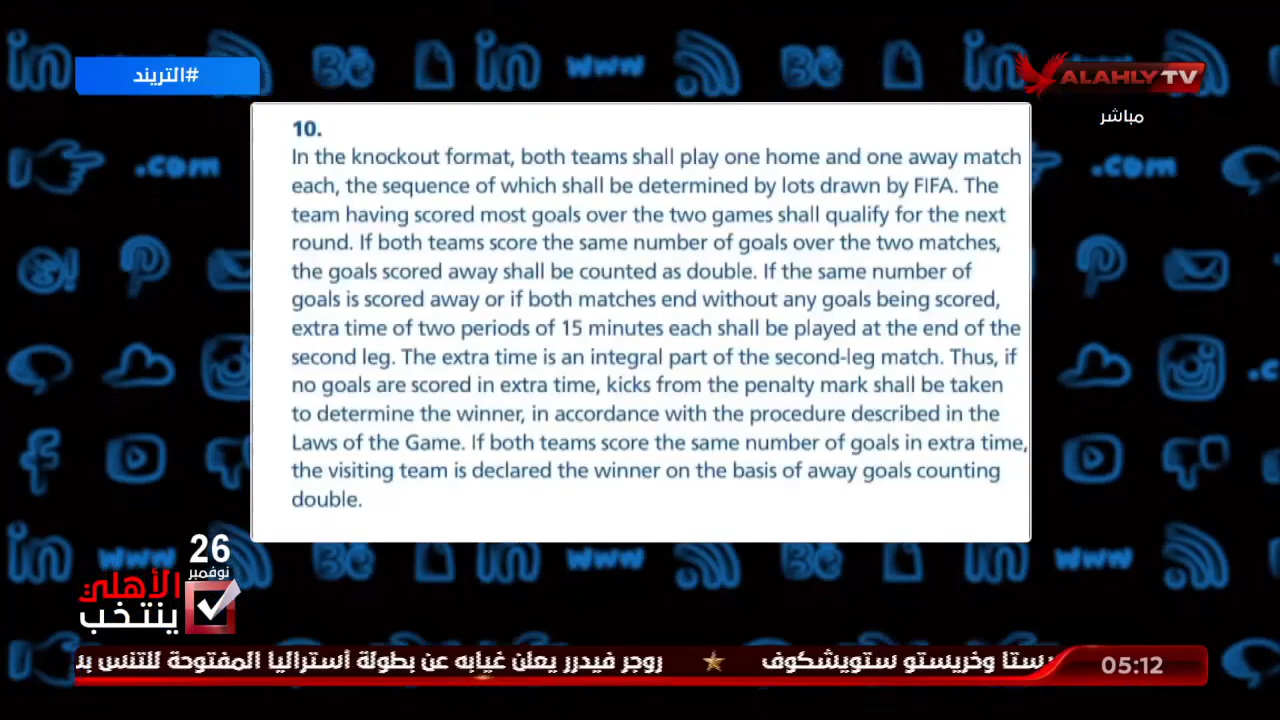 #التريند
ALAHLY TV
مباشر
10.
In the knockout format, both teams shall play one home and one away match
each, the sequence of which shall be determined by lots drawn by FIFA. The
team having scored most goals over the two games shall qualify for the next
round. If both teams score the same number of goals over the two matches,
the goals scored away shall be counted as double. If the same number of
goals is scored away or if both matches end without any goals being scored,
extra time of two periods of 15 minutes each shall be played at the end of the
second leg. The extra time is an integral part of the second-leg match. Thus, if
no goals are scored in extra time, kicks from the penalty mark shall be taken
to determine the winner, in accordance with the procedure described in the
Laws of the Game. If both teams score the same number of goals in extra time,
the visiting team is declared the winner on the basis of away goals counting
double.
26
نوفمبر
الأهلي
ينتخب
وخريستو ستويشكوف
روجر فيدرر يعلن غيابه عن بطولة أستراليا المفتوحة للتنس
05:12